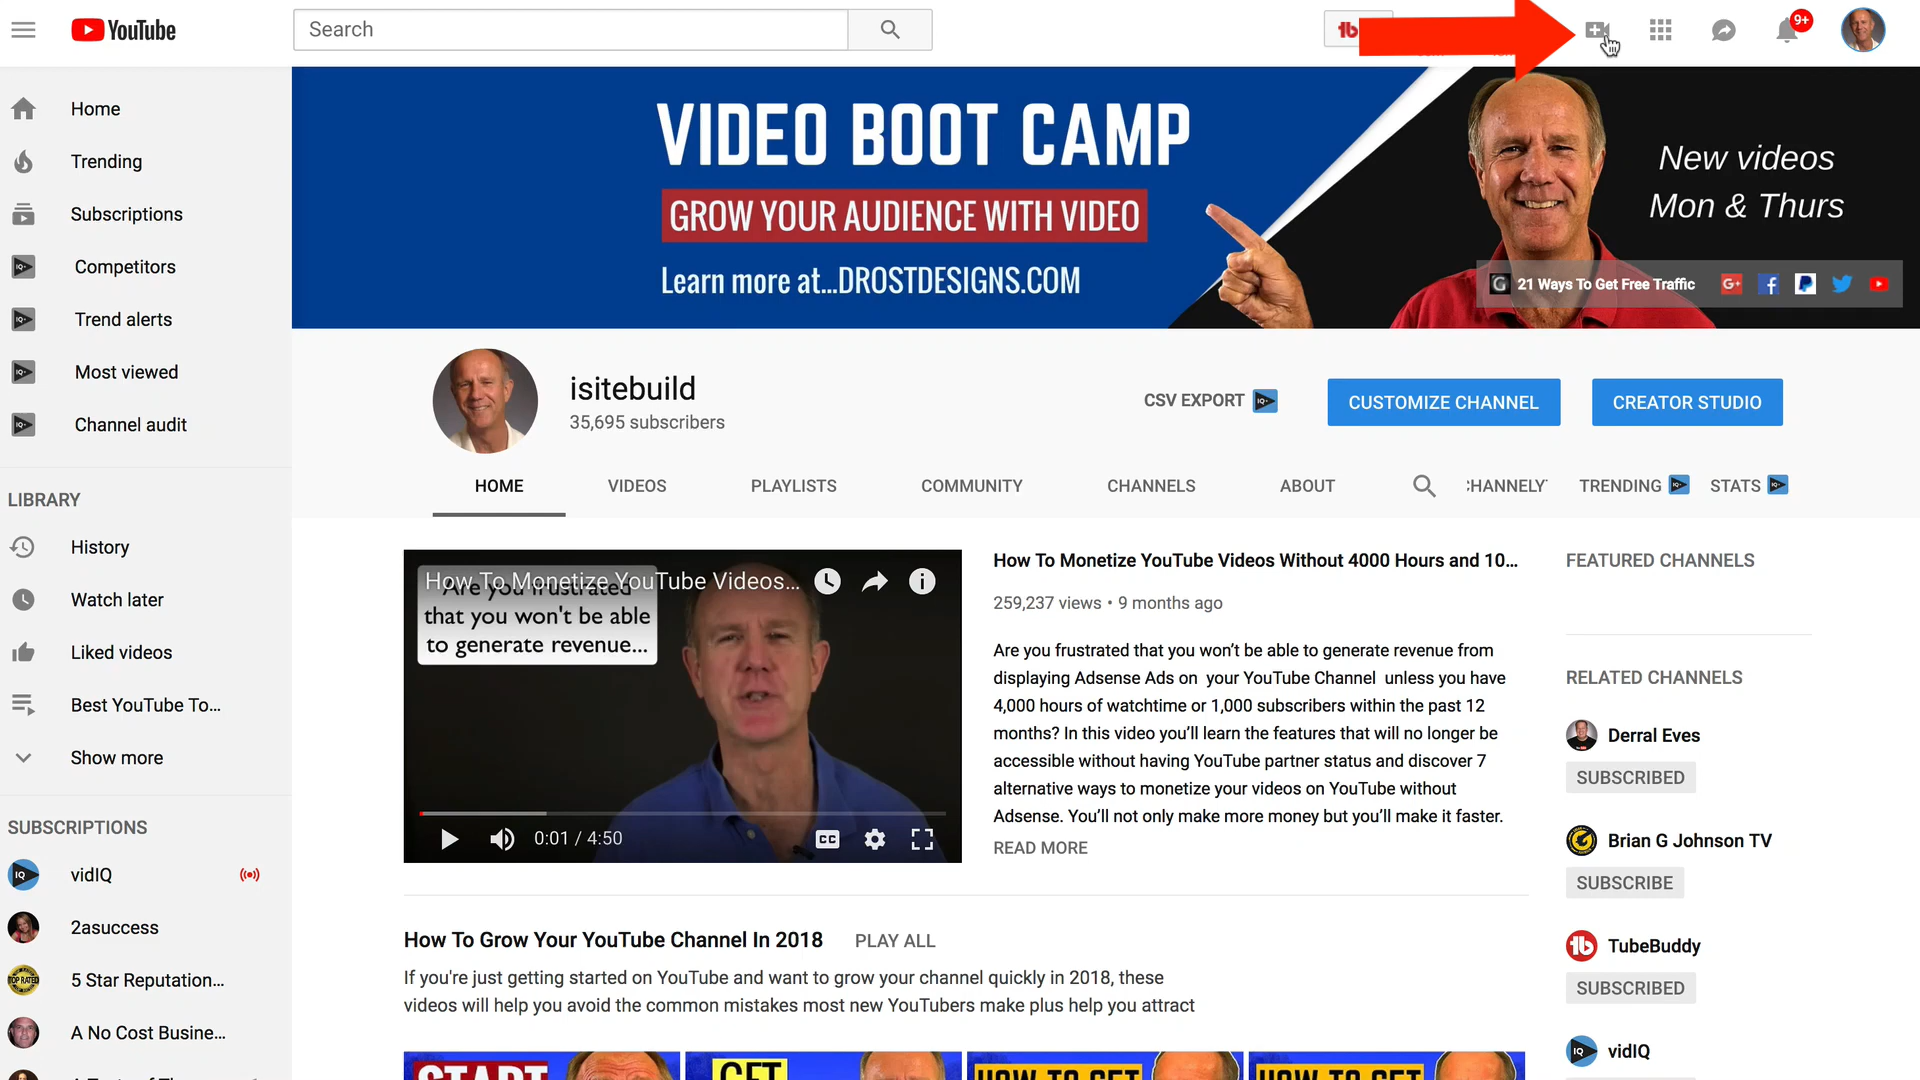 YouTube
Search
9+
Home
Trending
Subscriptions
Competitors
Trend alerts
Most viewed
Channel audit
LIBRARY
History
Watch later
Liked videos
Best YouTube To...
Show more
SUBSCRIPTIONS
vidIQ
2asuccess
5 Star Reputation...
A No Cost Busine...
VIDEO BOOT CAMP
GROW YOUR AUDIENCE WITH VIDEO
Learn more at...DROSTDESIGNS.COM
New videos
Mon & Thurs
21 Ways To Get Free Traffic
isitebuild
35,695 subscribers
CSV EXPORT
CUSTOMIZE CHANNEL
CREATOR STUDIO
HOME VIDEOS PLAYLISTS COMMUNITY CHANNELS ABOUT TRENDING STATS
How To Monetize YouTube Videos...
Are you frustrated
that you won't be able
to generate revenue...
0:01 / 4:50
CC
How To Monetize YouTube Videos Without 4000 Hours and 10...
259,237 views • 9 months ago
Are you frustrated that you won’t be able to generate revenue from
displaying Adsense Ads on your YouTube Channel unless you have
4,000 hours of watchtime or 1,000 subscribers within the past 12
months? In this video you’ll learn the features that will no longer be
accessible without having YouTube partner status and discover 7
alternative ways to monetize your videos on YouTube without
Adsense. You’ll not only make more money but you’ll make it faster.
READ MORE
How To Grow Your YouTube Channel In 2018 PLAY ALL
If you're just getting started on YouTube and want to grow your channel quickly in 2018, these
videos will help you avoid the common mistakes most new YouTubers make plus help you attract
START
GET
HOW TO GET
HOW TO GET
FEATURED CHANNELS
RELATED CHANNELS
Derral Eves
SUBSCRIBED
Brian G Johnson TV
SUBSCRIBE
TubeBuddy
SUBSCRIBED
vidIQ